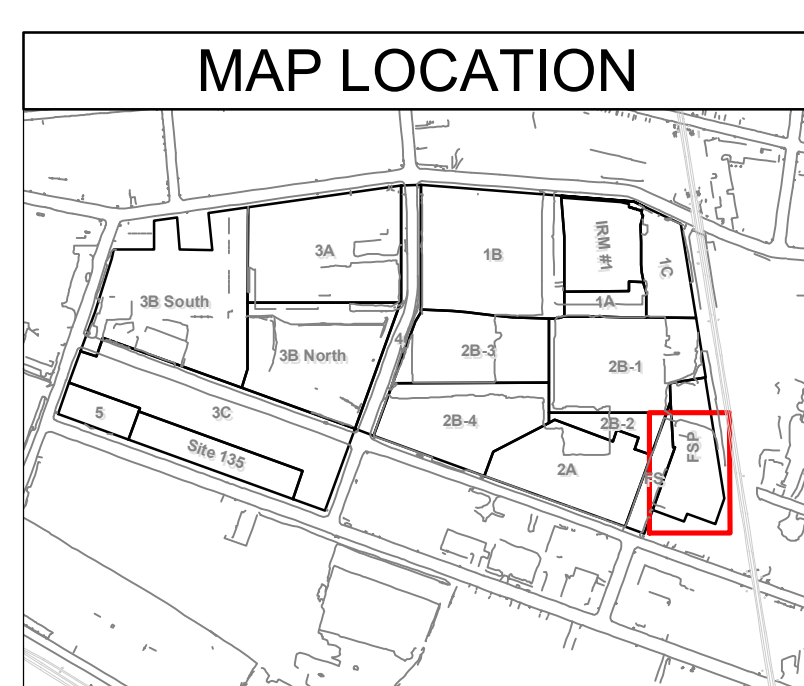 MAP LOCATION
3A
1B
IRM #1
1C
3B South
1A
3B North
4
2B-3
2B-1
5
3C
2B-4
2B-2
Site 135
2A
FS
FSP